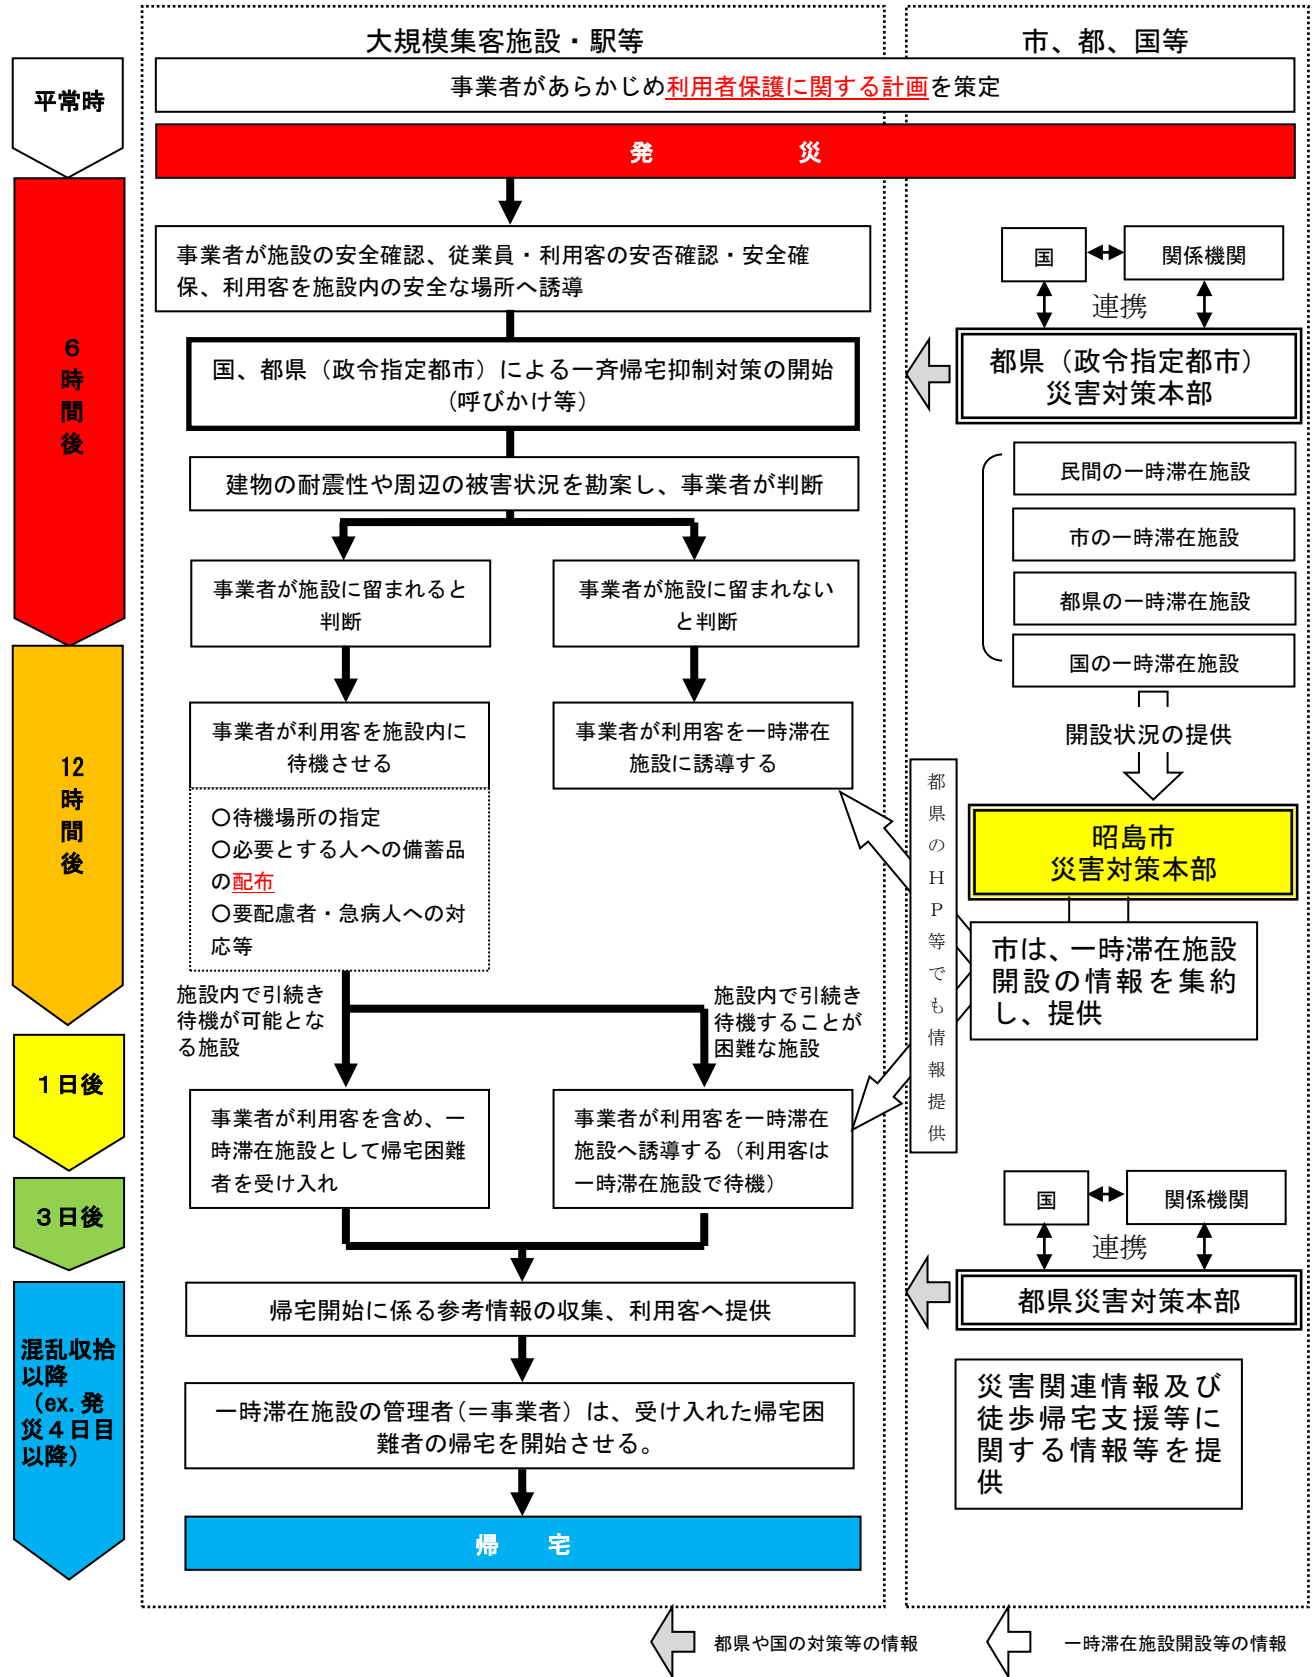 大規模集客施設・駅等
市、都、国等
平常時
事業者があらかじめ利用者保護に関する計画を策定
発　　　災
6
時
間
後
事業者が施設の安全確認、従業員・利用客の安否確認・安全確
保、利用客を施設内の安全な場所へ誘導
国
関係機関
連携
都県（政令指定都市）
災害対策本部
国、都県（政令指定都市）による一斉帰宅抑制対策の開始
(呼びかけ等）
建物の耐震性や周辺の被害状況を勘案し、事業者が判断
民間の一時滞在施設
市の一時滞在施設
都県の一時滞在施設
国の一時滞在施設
事業者が施設に留まれると
判断
事業者が施設に留まれない
と判断
12
時
間
後
事業者が利用客を施設内に
待機させる
事業者が利用客を一時滞在
施設に誘導する
開設状況の提供
○待機場所の指定
○必要とする人への備蓄品
の配布
○要配慮者・急病人への対
応等
都
県
の
H
P
等
で
も
情
報
提
供
昭島市
災害対策本部
市は、一時滞在施設
開設の情報を集約
し、提供
施設内で引続き
待機が可能とな
る施設
施設内で引続き
待機することが
困難な施設
１日後
事業者が利用客を含め、一
時滞在施設として帰宅困難
者を受け入れ
事業者が利用客を一時滞在
施設へ誘導する（利用客は
一時滞在施設で待機）
３日後
国
関係機関
連携
都県災害対策本部
混乱収拾
以降
（ex.発
災４日目
以降）
帰宅開始に係る参考情報の収集、利用客へ提供
一時滞在施設の管理者(＝事業者）は、受け入れた帰宅困
難者の帰宅を開始させる。
災害関連情報及び
徒歩帰宅支援等に
関する情報等を提
供
帰　宅
都県や国の対策等の情報
一時滞在施設開設等の情報